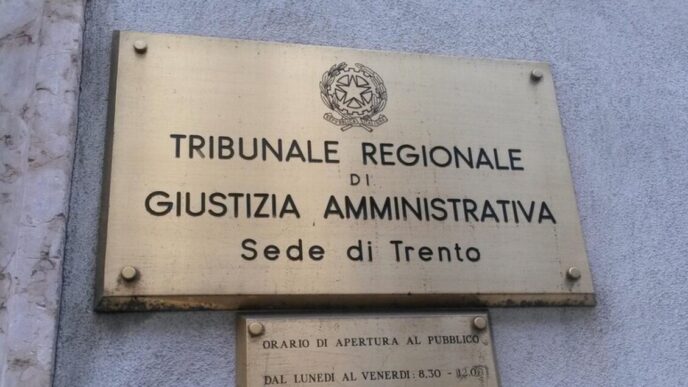 TRIBUNALE REGIONALE
DI
GIUSTIZIA AMMINISTRATIVA
Sede di Trento
ORARIO DI APERTURA AL PUBBLICO
DAL LUNEDI AL VENERDI: 8.30 -